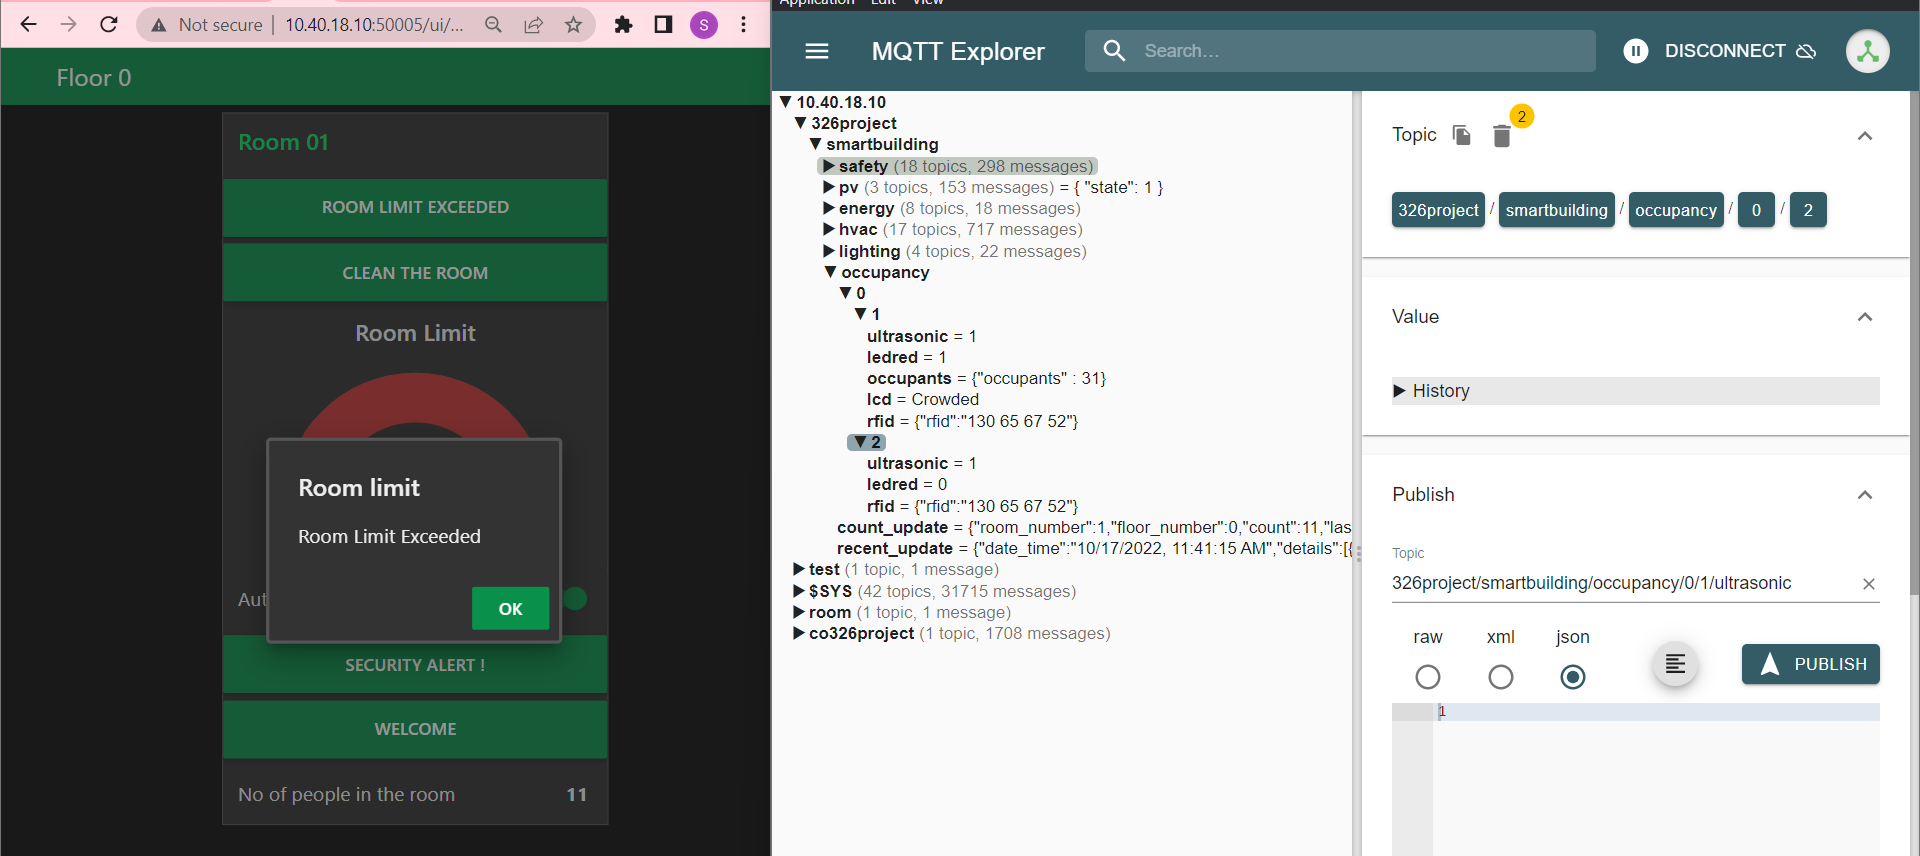 Not secure
10.40.18.10:50005/ui/...
S
Floor 0
Room 01
ROOM LIMIT EXCEEDED
CLEAN THE ROOM
Room Limit
Room limit
Room Limit Exceeded
OK
Aut
SECURITY ALERT !
WELCOME
No of people in the room 11
Application Edit View
MQTT Explorer
Search...
DISCONNECT
10.40.18.10
326project
smartbuilding
safety (18 topics, 298 messages)
pv (3 topics, 153 messages) = { "state": 1 }
energy (8 topics, 18 messages)
hvac (17 topics, 717 messages)
lighting (4 topics, 22 messages)
occupancy
0
1
ultrasonic = 1
ledred = 1
occupants = {"occupants" : 31}
lcd = Crowded
rfid = {"rfid":"130 65 67 52"}
2
ultrasonic = 1
ledred = 0
rfid = {"rfid":"130 65 67 52"}
count_update = {"room_number":1,"floor_number":0,"count":11,"las
recent_update = {"date_time":"10/17/2022, 11:41:15 AM","details":[{
test (1 topic, 1 message)
$SYS (42 topics, 31715 messages)
room (1 topic, 1 message)
co326project (1 topic, 1708 messages)
Topic
2
326project / smartbuilding / occupancy / 0 / 2
Value
History
Publish
Topic
326project/smartbuilding/occupancy/0/1/ultrasonic
raw xml json
PUBLISH
1